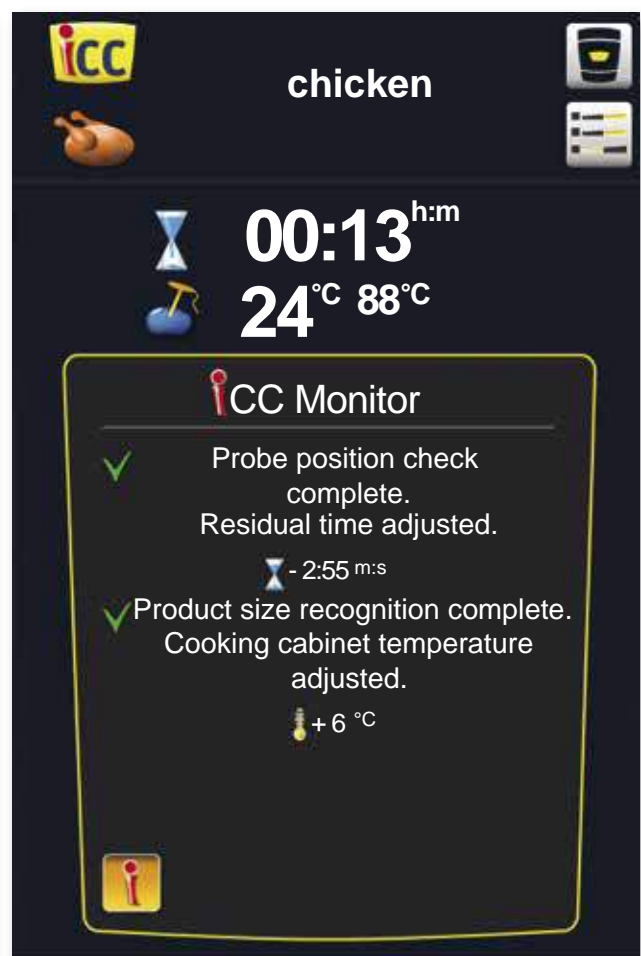 iCC
chicken
00:13 h:m
24 °C 88 °C
iCC Monitor
Probe position check
complete.
Residual time adjusted.
- 2:55 m:s
Product size recognition complete.
Cooking cabinet temperature
adjusted.
+ 6 °C
i